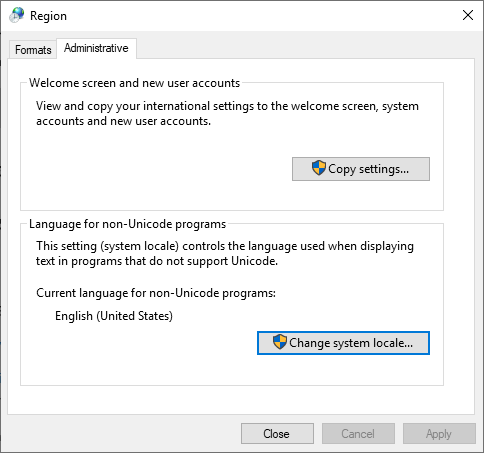 Region
Formats
Administrative
Welcome screen and new user accounts
View and copy your international settings to the welcome screen, system
accounts and new user accounts.
Copy settings...
Language for non-Unicode programs
This setting (system locale) controls the language used when displaying
text in programs that do not support Unicode.
Current language for non-Unicode programs:
English (United States)
Change system locale...
Close
Cancel
Apply